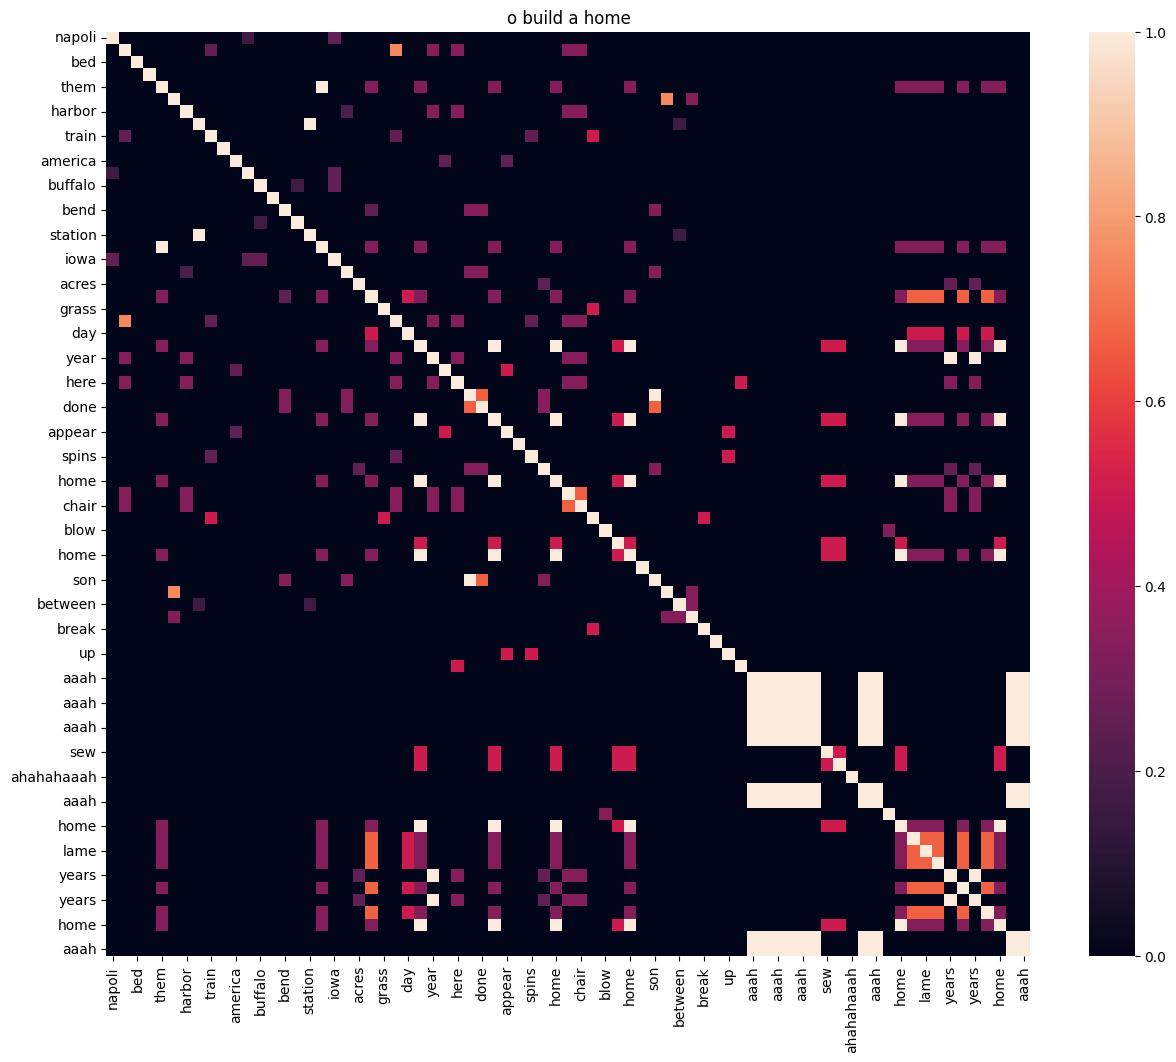 o build a home
napoli
bed
them
harbor
train
america
buffalo
bend
station
iowa
acres
grass
day
year
here
done
appear
spins
home
chair
blow
home
son
between
break
up
aaah
aaah
aaah
sew
ahahahaaah
aaah
home
lame
years
years
home
aaah
1.0
0.8
0.6
0.4
0.2
0.0
napoli
bed
them
harbor
train
america
buffalo
bend
station
iowa
acres
grass
day
year
here
done
appear
spins
home
chair
blow
home
son
between
break
up
aaah
aaah
aaah
sew
ahahahaaah
aaah
home
lame
years
years
home
aaah